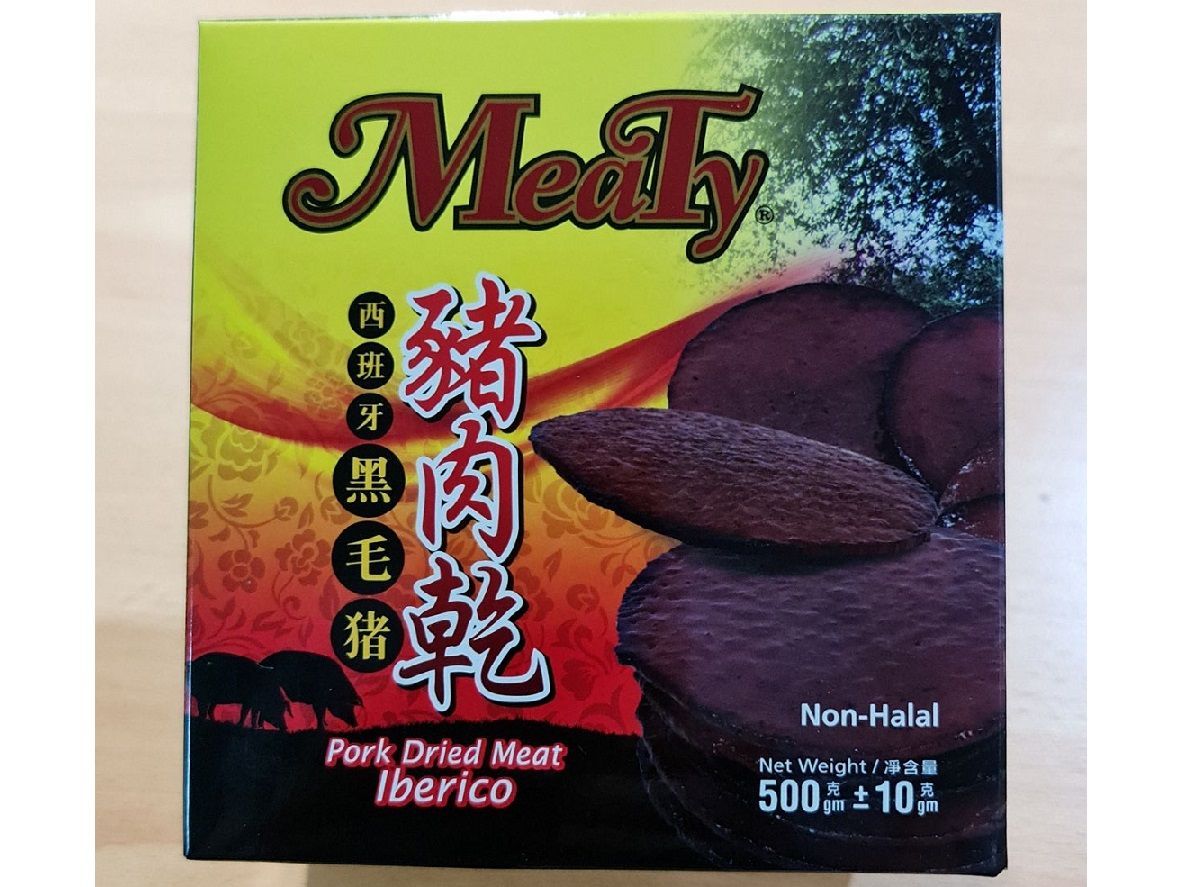 MeaTy®
西班牙黑毛猪
豬肉乾
Pork Dried Meat
Iberico
Non-Halal
Net Weight / 淨含量
500克gm ± 10克gm